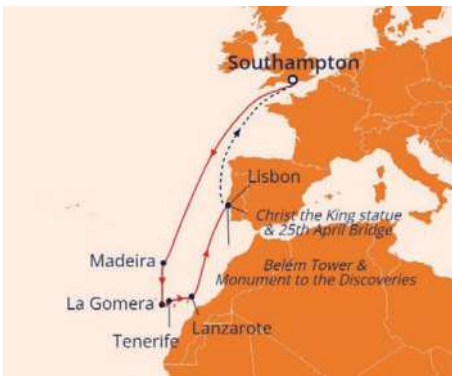 Southampton
Lisbon
Christ the King statue
& 25th April Bridge
Belém Tower &
Monument to the Discoveries
Madeira
La Gomera
Tenerife
Lanzarote